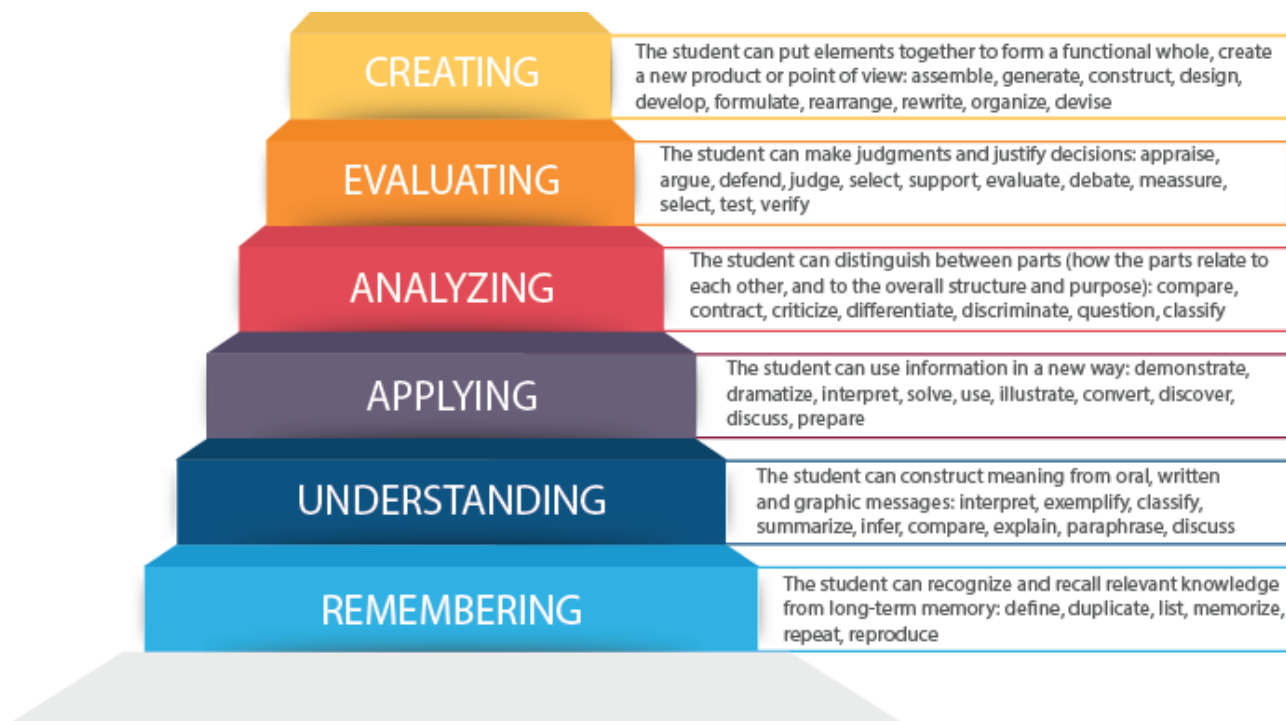 CREATING
The student can put elements together to form a functional whole, create
a new product or point of view: assemble, generate, construct, design,
develop, formulate, rearrange, rewrite, organize, devise
EVALUATING
The student can make judgments and justify decisions: appraise,
argue, defend, judge, select, support, evaluate, debate, meassure,
select, test, verify
ANALYZING
The student can distinguish between parts (how the parts relate to
each other, and to the overall structure and purpose): compare,
contract, criticize, differentiate, discriminate, question, classify
APPLYING
The student can use information in a new way: demonstrate,
dramatize, interpret, solve, use, illustrate, convert, discover,
discuss, prepare
UNDERSTANDING
The student can construct meaning from oral, written
and graphic messages: interpret, exemplify, classify,
summarize, infer, compare, explain, paraphrase, discuss
REMEMBERING
The student can recognize and recall relevant knowledge
from long-term memory: define, duplicate, list, memorize,
repeat, reproduce